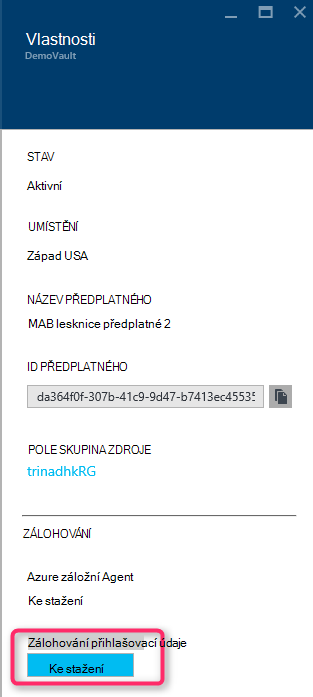 Vlastnosti
DemoVault
STAV
Aktivní
UMÍSTĚNÍ
Západ USA
NÁZEV PŘEDPLATNÉHO
MAB lesknice předplatné 2
ID PŘEDPLATNÉHO
da364f0f-307b-41c9-9d47-b7413ec45535
POLE SKUPINA ZDROJE
trinadhkRG
ZÁLOHOVÁNÍ
Azure záložní Agent
Ke stažení
Zálohování přihlašovací údaje
Ke stažení